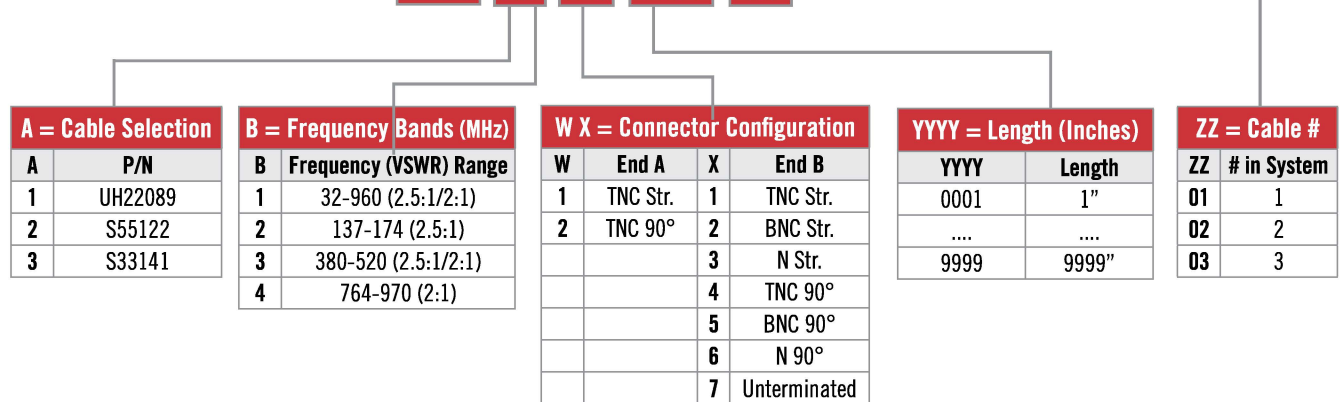 A = Cable Selection
A P/N
1 UH22089
2 S55122
3 S33141
B = Frequency Bands (MHz)
B Frequency (VSWR) Range
1 32-960 (2.5:1/2:1)
2 137-174 (2.5:1)
3 380-520 (2.5:1/2:1)
4 764-970 (2:1)
W X = Connector Configuration
W End A X End B
1 TNC Str. 1 TNC Str.
2 TNC 90° 2 BNC Str.
3 N Str.
4 TNC 90°
5 BNC 90°
6 N 90°
7 Unterminated
YYYY = Length (Inches)
YYYY Length
0001 1”
.... ....
9999 9999”
ZZ = Cable #
ZZ # in System
01 1
02 2
03 3